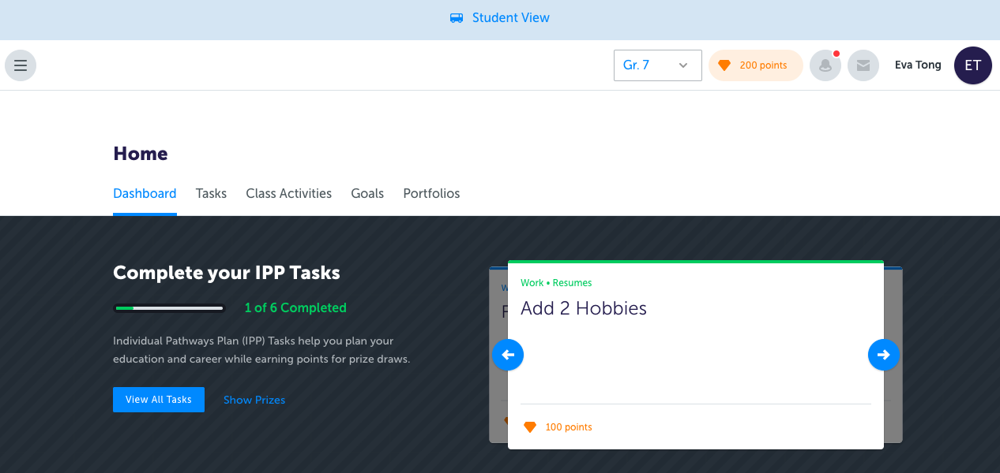 Student View
Gr. 7
200 points
Eva Tong
ET
Home
Dashboard Tasks Class Activities Goals Portfolios
Complete your IPP Tasks
1 of 6 Completed
Individual Pathways Plan (IPP) Tasks help you plan your
education and career while earning points for prize draws.
View All Tasks
Show Prizes
Work • Resumes
Add 2 Hobbies
100 points